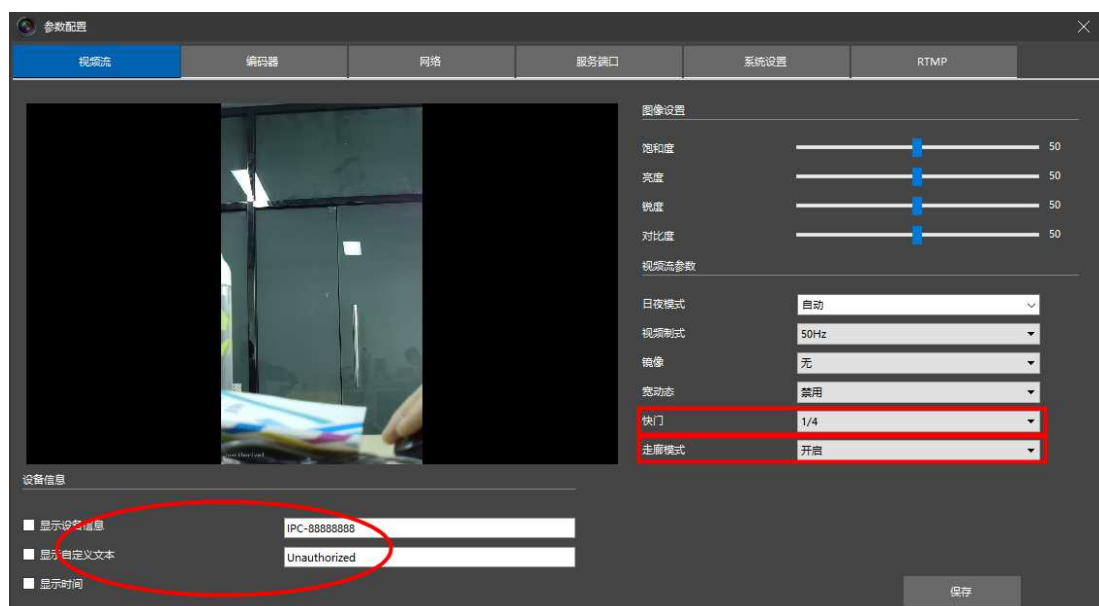 参数配置
视频流 编码器 网络 服务端口 系统设置 RTMP
图像设置
饱和度 50
亮度 50
锐度 50
对比度 50
视频流参数
日夜模式 自动
视频制式 50Hz
镜像 无
宽动态 禁用
快门 1/4
走廊模式 开启
Unauthorized
设备信息
显示设备信息 IPC-88888888
显示自定义文本 Unauthorized
显示时间
保存